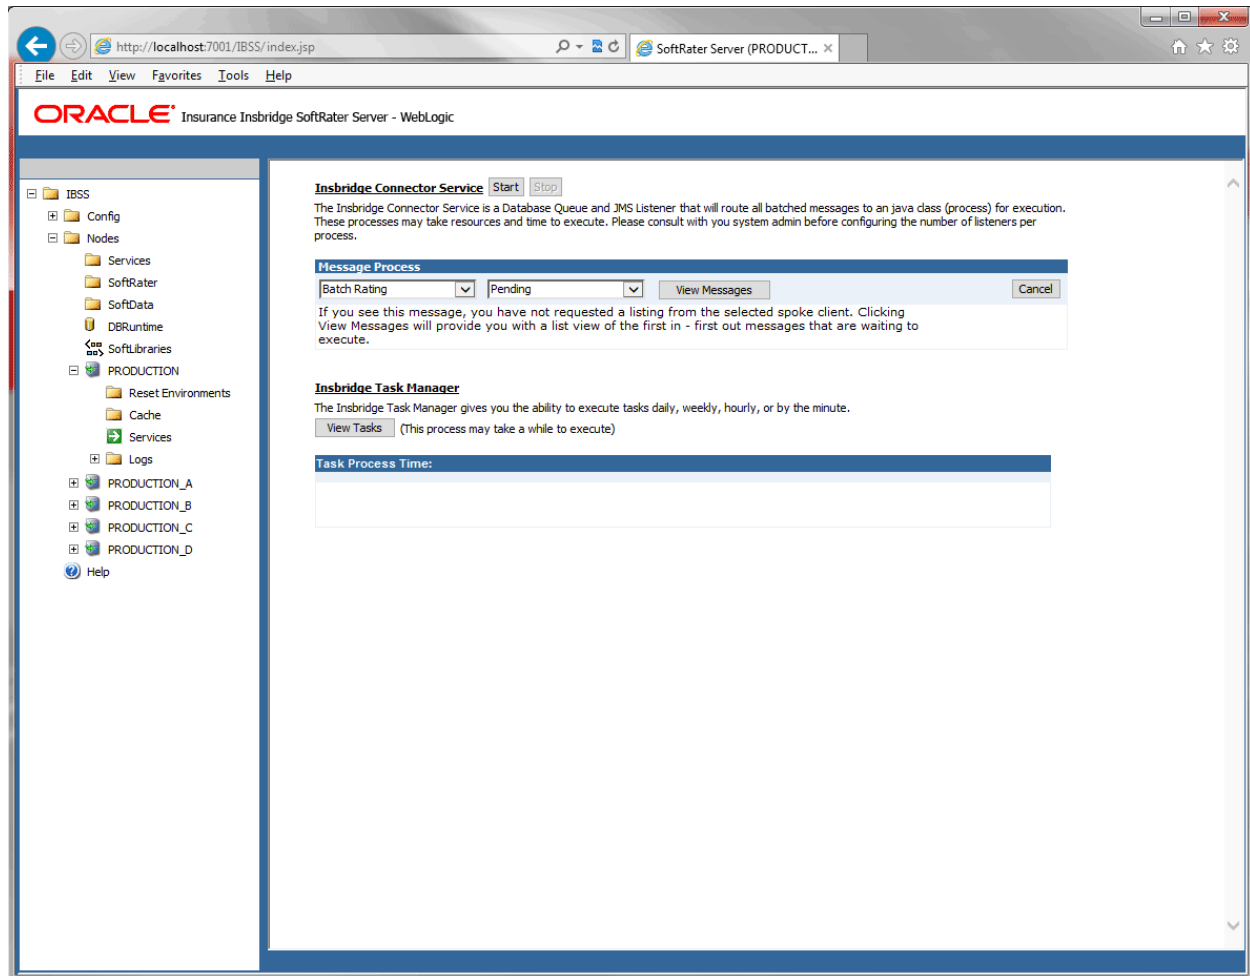 http://localhost:7001/IBSS/index.jsp
SoftRater Server (PRODUCT...
File Edit View Favorites Tools Help
ORACLE Insurance Insbridge SoftRater Server - WebLogic
IBSS
Config
Nodes
Services
SoftRater
SoftData
DBRuntime
SoftLibraries
PRODUCTION
Reset Environments
Cache
Services
Logs
PRODUCTION_A
PRODUCTION_B
PRODUCTION_C
PRODUCTION_D
Help
Insbridge Connector Service Start Stop
The Insbridge Connector Service is a Database Queue and JMS Listener that will route all batched messages to an java class (process) for execution.
These processes may take resources and time to execute. Please consult with you system admin before configuring the number of listeners per
process.
Message Process
Batch Rating Pending View Messages Cancel
If you see this message, you have not requested a listing from the selected spoke client. Clicking
View Messages will provide you with a list view of the first in - first out messages that are waiting to
execute.
Insbridge Task Manager
The Insbridge Task Manager gives you the ability to execute tasks daily, weekly, hourly, or by the minute.
View Tasks (This process may take a while to execute)
Task Process Time: